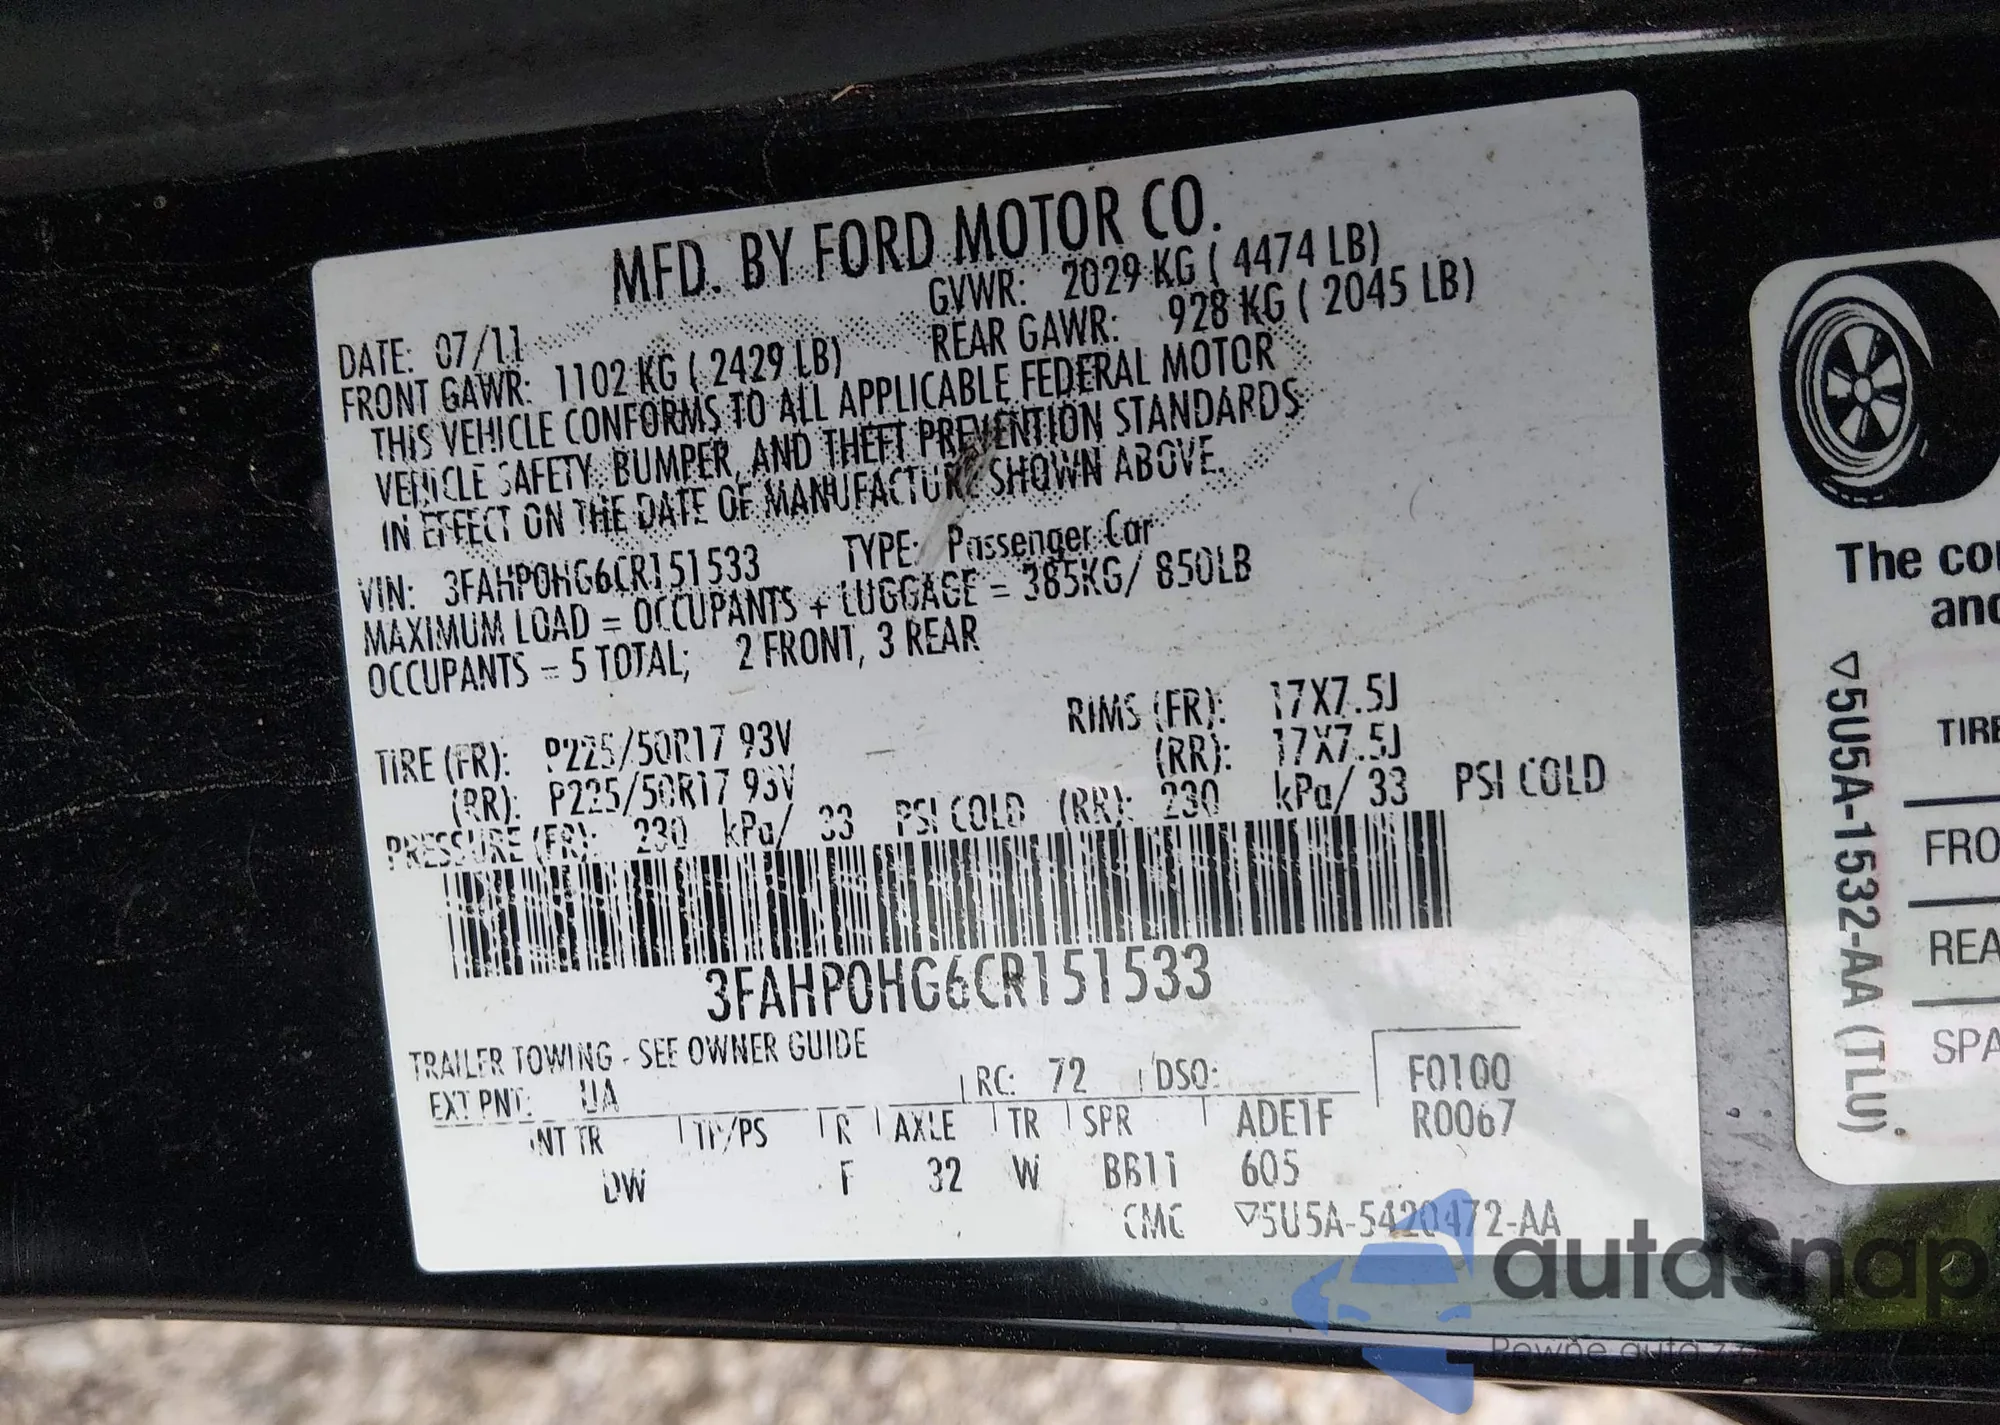 MFD. BY FORD MOTOR CO.
DATE: 07/11 GVWR: 2029 KG ( 4474 LB)
FRONT GAWR: 1102 KG ( 2429 LB) REAR GAWR: 928 KG ( 2045 LB)
THIS VEHICLE CONFORMS TO ALL APPLICABLE FEDERAL MOTOR
VEHICLE SAFETY, BUMPER, AND THEFT PREVENTION STANDARDS
IN EFFECT ON THE DATE OF MANUFACTURE SHOWN ABOVE.
VIN: 3FAHP0HG6CR151533 TYPE: Passenger Car
MAXIMUM LOAD = OCCUPANTS + LUGGAGE = 385KG/ 850LB
OCCUPANTS = 5 TOTAL; 2 FRONT, 3 REAR
TIRE (FR): P225/50R17 93V RIMS (FR): 17X7.5J
(RR): P225/50R17 93V (RR): 17X7.5J
PRESSURE (FR): 230 kPa/ 33 PSI COLD (RR): 230 kPa/ 33 PSI COLD
3FAHP0HG6CR151533
TRAILER TOWING - SEE OWNER GUIDE
EXT PNT: UA RC: 72 DSO: F0100
INT TR TP/PS R AXLE TR SPR ADE1F R0067
DW F 32 W BB11 605
CMC ▽5U5A-5420472-AA
The co
and
▽5U5A-1532-AA (TLU)
TIRE
FRO
REA
SPA
autoSnap
Pewne auta z